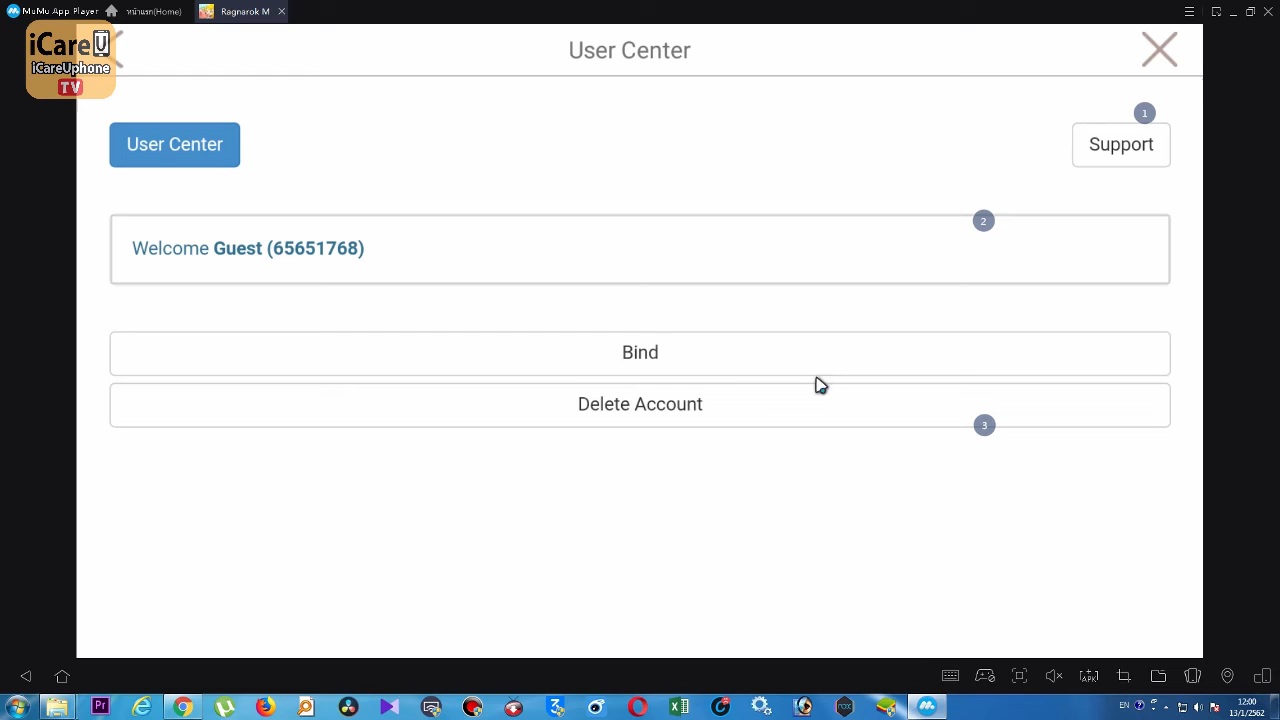 MuMu App Player
หน้าแรก(Home)
Ragnarok M
iCareU
iCareUphone
TV
User Center
1
User Center
Support
2
Welcome Guest (65651768)
Bind
Delete Account
3
12:00
EN
13/1/2562